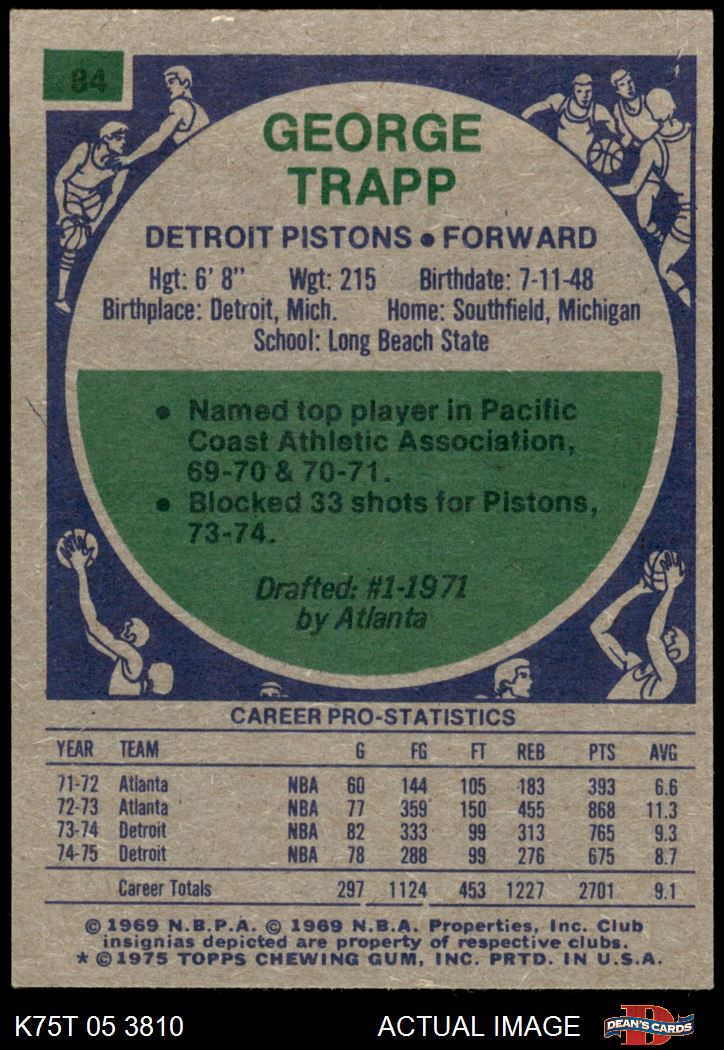 84
GEORGE
TRAPP
DETROIT PISTONS • FORWARD
Hgt: 6' 8" Wgt: 215 Birthdate: 7-11-48
Birthplace: Detroit, Mich. Home: Southfield, Michigan
School: Long Beach State
• Named top player in Pacific
Coast Athletic Association,
69-70 & 70-71.
• Blocked 33 shots for Pistons,
73-74.
Drafted: #1-1971
by Atlanta
CAREER PRO-STATISTICS
YEAR TEAM G FG FT REB PTS AVG
71-72 Atlanta NBA 60 144 105 183 393 6.6
72-73 Atlanta NBA 77 359 150 455 868 11.3
73-74 Detroit NBA 82 333 99 313 765 9.3
74-75 Detroit NBA 78 288 99 276 675 8.7
Career Totals 297 1124 453 1227 2701 9.1
© 1969 N.B.P.A. © 1969 N.B.A. Properties, Inc. Club
insignias depicted are property of respective clubs.
* © 1975 TOPPS CHEWING GUM, INC. PRTD. IN U.S.A.
K75T 05 3810 ACTUAL IMAGE D DEAN'S CARDS